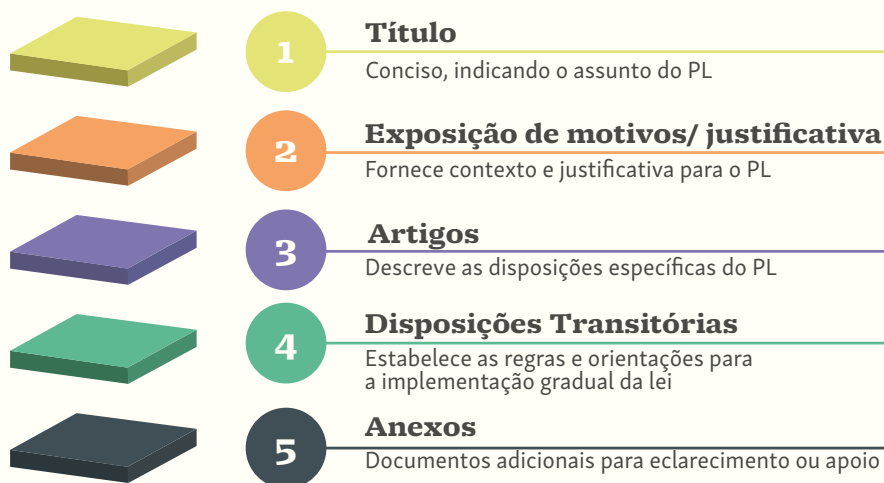 1
Título
Conciso, indicando o assunto do PL
2
Exposição de motivos/ justificativa
Fornece contexto e justificativa para o PL
3
Artigos
Descreve as disposições específicas do PL
4
Disposições Transitórias
Estabelece as regras e orientações para
a implementação gradual da lei
5
Anexos
Documentos adicionais para eclarecimento ou apoio